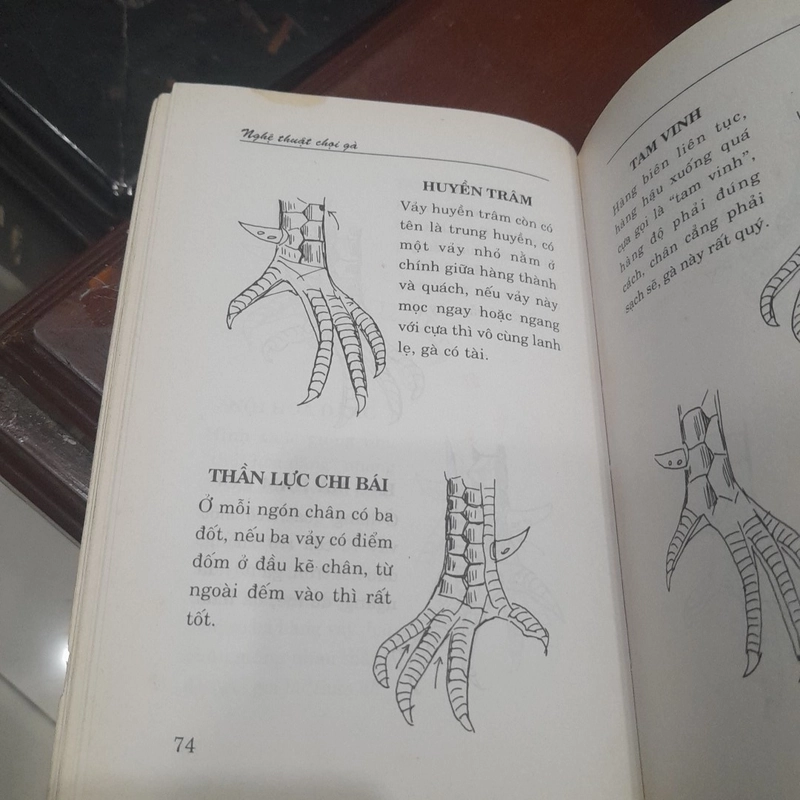 Nghệ thuật chọi gà
HUYỀN TRÂM
Vảy huyền trâm còn có
tên là trung huyền, có
một vảy nhỏ nằm ở
chính giữa hàng thành
và quách, nếu vảy này
mọc ngay hoặc ngang
với cựa thì vô cùng lanh
lẹ, gà có tài.
THẦN LỰC CHI BÁI
Ở mỗi ngón chân có ba
đốt, nếu ba vảy có điểm
đốm ở đầu kẽ chân, từ
ngoài đếm vào thì rất
tốt.
74
TAM VINH
Hàng biên liên tục,
hàng hậu xuống quá
cựa gọi là "tam vinh",
hàng độ phải đúng
cách, chân cẳng phải
sạch sẽ, gà này rất quý.